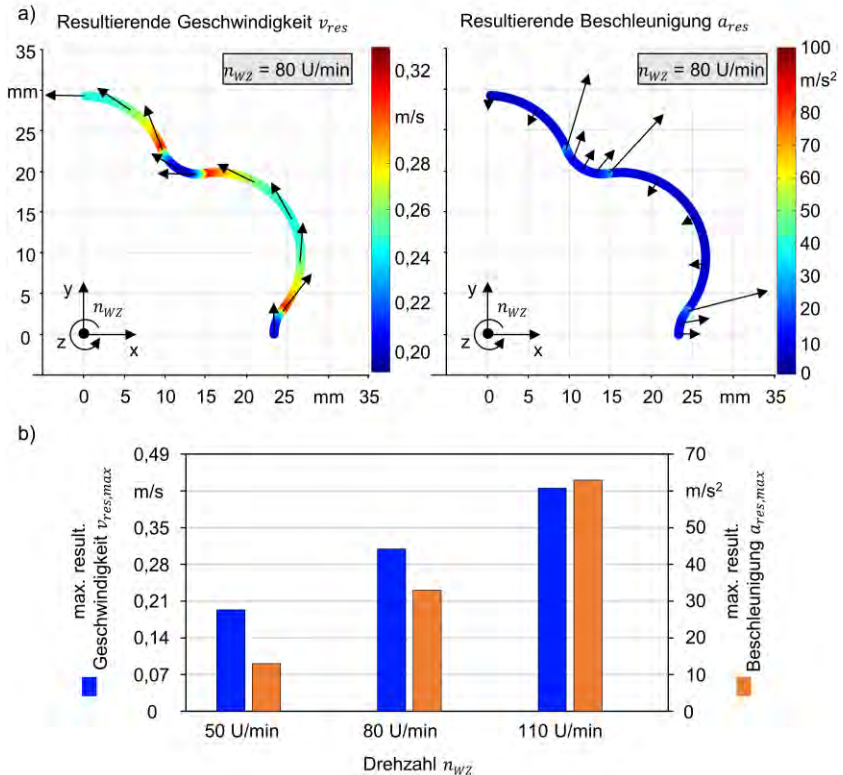 a)
Resultierende Geschwindigkeit v_res
35
mm
25
20
15
10
5
0
n_WZ = 80 U/min
y
n_WZ
z
x
0 5 10 15 20 25 mm 35
0,32
m/s
0,28
0,26
0,24
0,22
0,20
Resultierende Beschleunigung a_res
n_WZ = 80 U/min
y
n_WZ
z
x
0 5 10 15 20 25 mm 35
100
m/s²
80
70
60
50
40
30
20
10
0
b)
max. result.
Geschwindigkeit v_res,max
0,49
m/s
0,35
0,28
0,21
0,14
0,07
0
70
m/s²
50
40
30
20
10
0
max. result.
Beschleunigung a_res,max
50 U/min 80 U/min 110 U/min
Drehzahl n_WZ